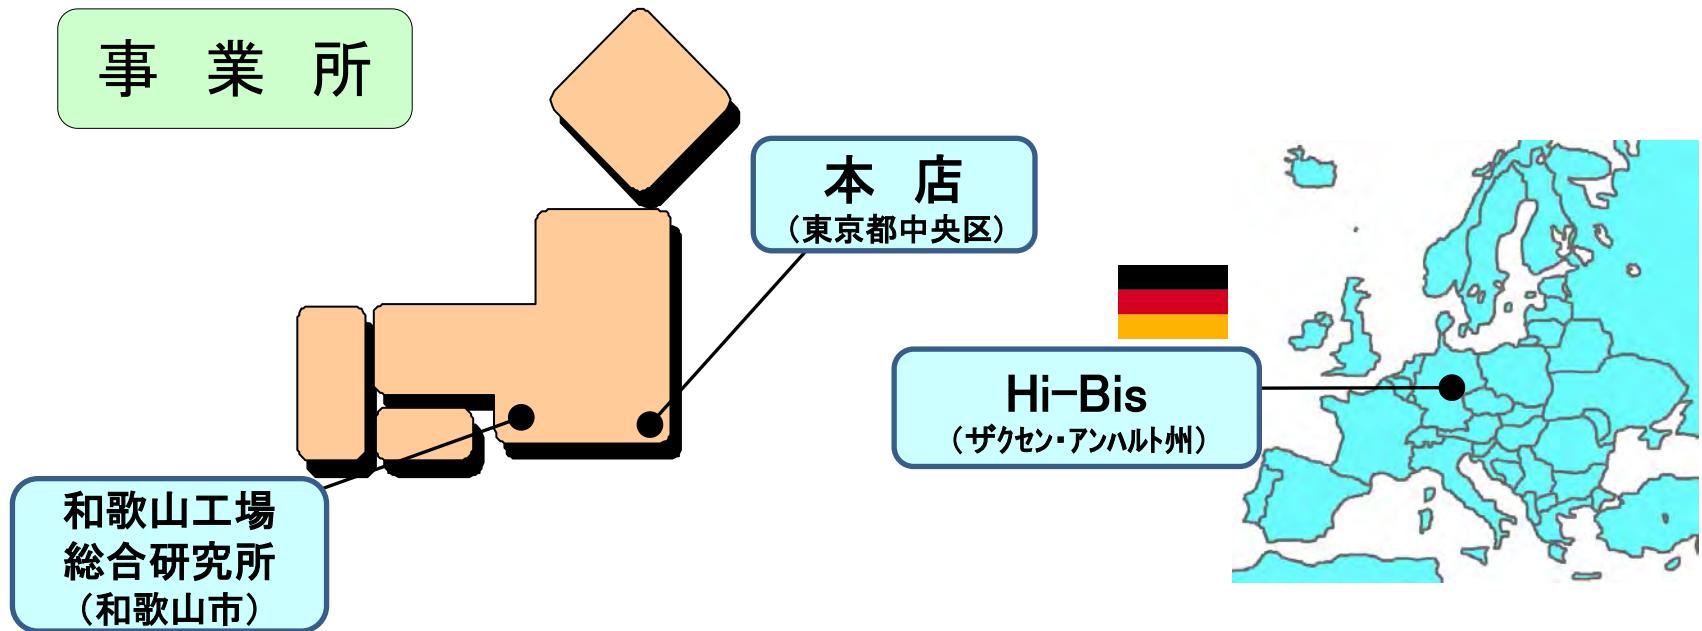 事 業 所
本 店
（東京都中央区）
Hi-Bis
（ザクセン・アンハルト州）
和歌山工場
総合研究所
（和歌山市）